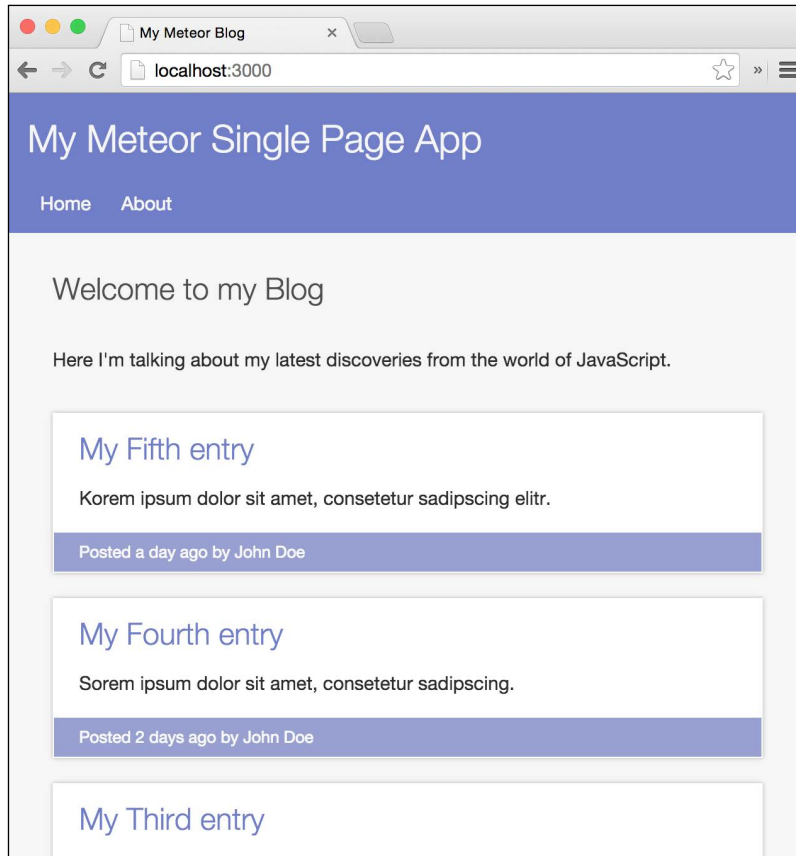 My Meteor Blog
localhost:3000
My Meteor Single Page App
Home About
Welcome to my Blog
Here I'm talking about my latest discoveries from the world of JavaScript.
My Fifth entry
Korem ipsum dolor sit amet, consetetur sadipscing elitr.
Posted a day ago by John Doe
My Fourth entry
Sorem ipsum dolor sit amet, consetetur sadipscing.
Posted 2 days ago by John Doe
My Third entry